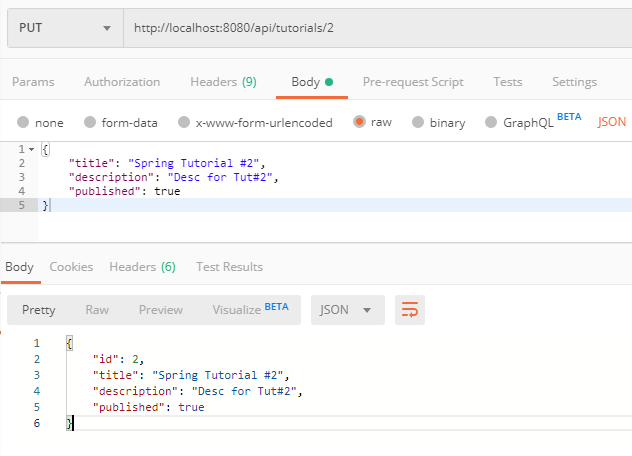 PUT http://localhost:8080/api/tutorials/2
Params Authorization Headers (9) Body Pre-request Script Tests Settings
none form-data x-www-form-urlencoded raw binary GraphQL BETA JSON
1 {
2 "title": "Spring Tutorial #2",
3 "description": "Desc for Tut#2",
4 "published": true
5 }
Body Cookies Headers (6) Test Results
Pretty Raw Preview Visualize BETA JSON
1 {
2 "id": 2,
3 "title": "Spring Tutorial #2",
4 "description": "Desc for Tut#2",
5 "published": true
6 }